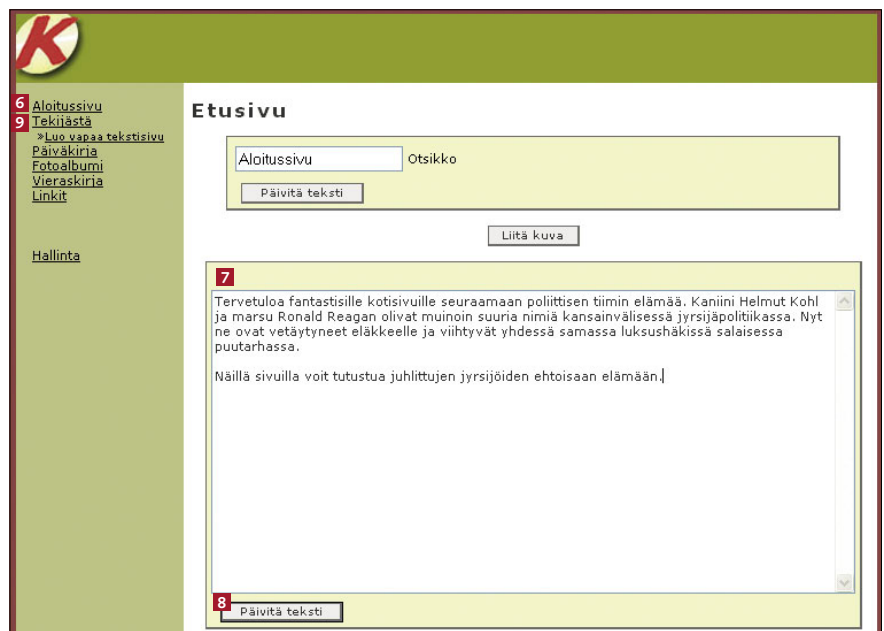 K
6 Aloitussivu
9 Tekijästä
»Luo vapaa tekstisivu
Päiväkirja
Fotoalbumi
Vieraskirja
Linkit
Hallinta
Etusivu
Aloitussivu Otsikko
Päivitä teksti
Liitä kuva
7
Tervetuloa fantastisille kotisivuille seuraamaan poliittisen tiimin elämää. Kaniini Helmut Kohl
ja marsu Ronald Reagan olivat muinoin suuria nimiä kansainvälisessä jyrsijäpolitiikassa. Nyt
ne ovat vetäytyneet eläkkeelle ja viihtyvät yhdessä samassa luksushäkissä salaisessa
puutarhassa.
Näillä sivuilla voit tutustua juhlittujen jyrsijöiden ehtoisaan elämään.
8 Päivitä teksti